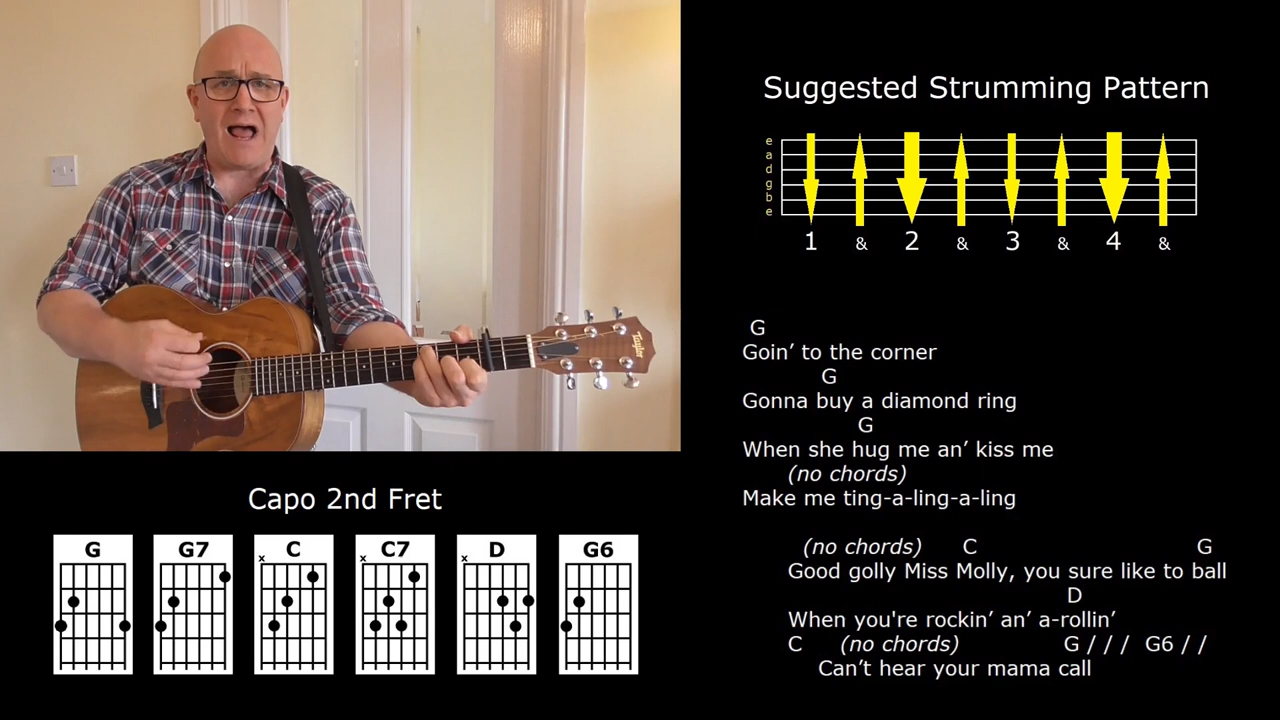 Taylor
Capo 2nd Fret
G G7 C C7 D G6
x x x
Suggested Strumming Pattern
e
a
d
g
b
e
1 & 2 & 3 & 4 &
G
Goin’ to the corner
G
Gonna buy a diamond ring
G
When she hug me an’ kiss me
(no chords)
Make me ting-a-ling-a-ling
(no chords) C G
Good golly Miss Molly, you sure like to ball
D
When you're rockin’ an’ a-rollin’
C (no chords) G / / / G6 / /
Can’t hear your mama call